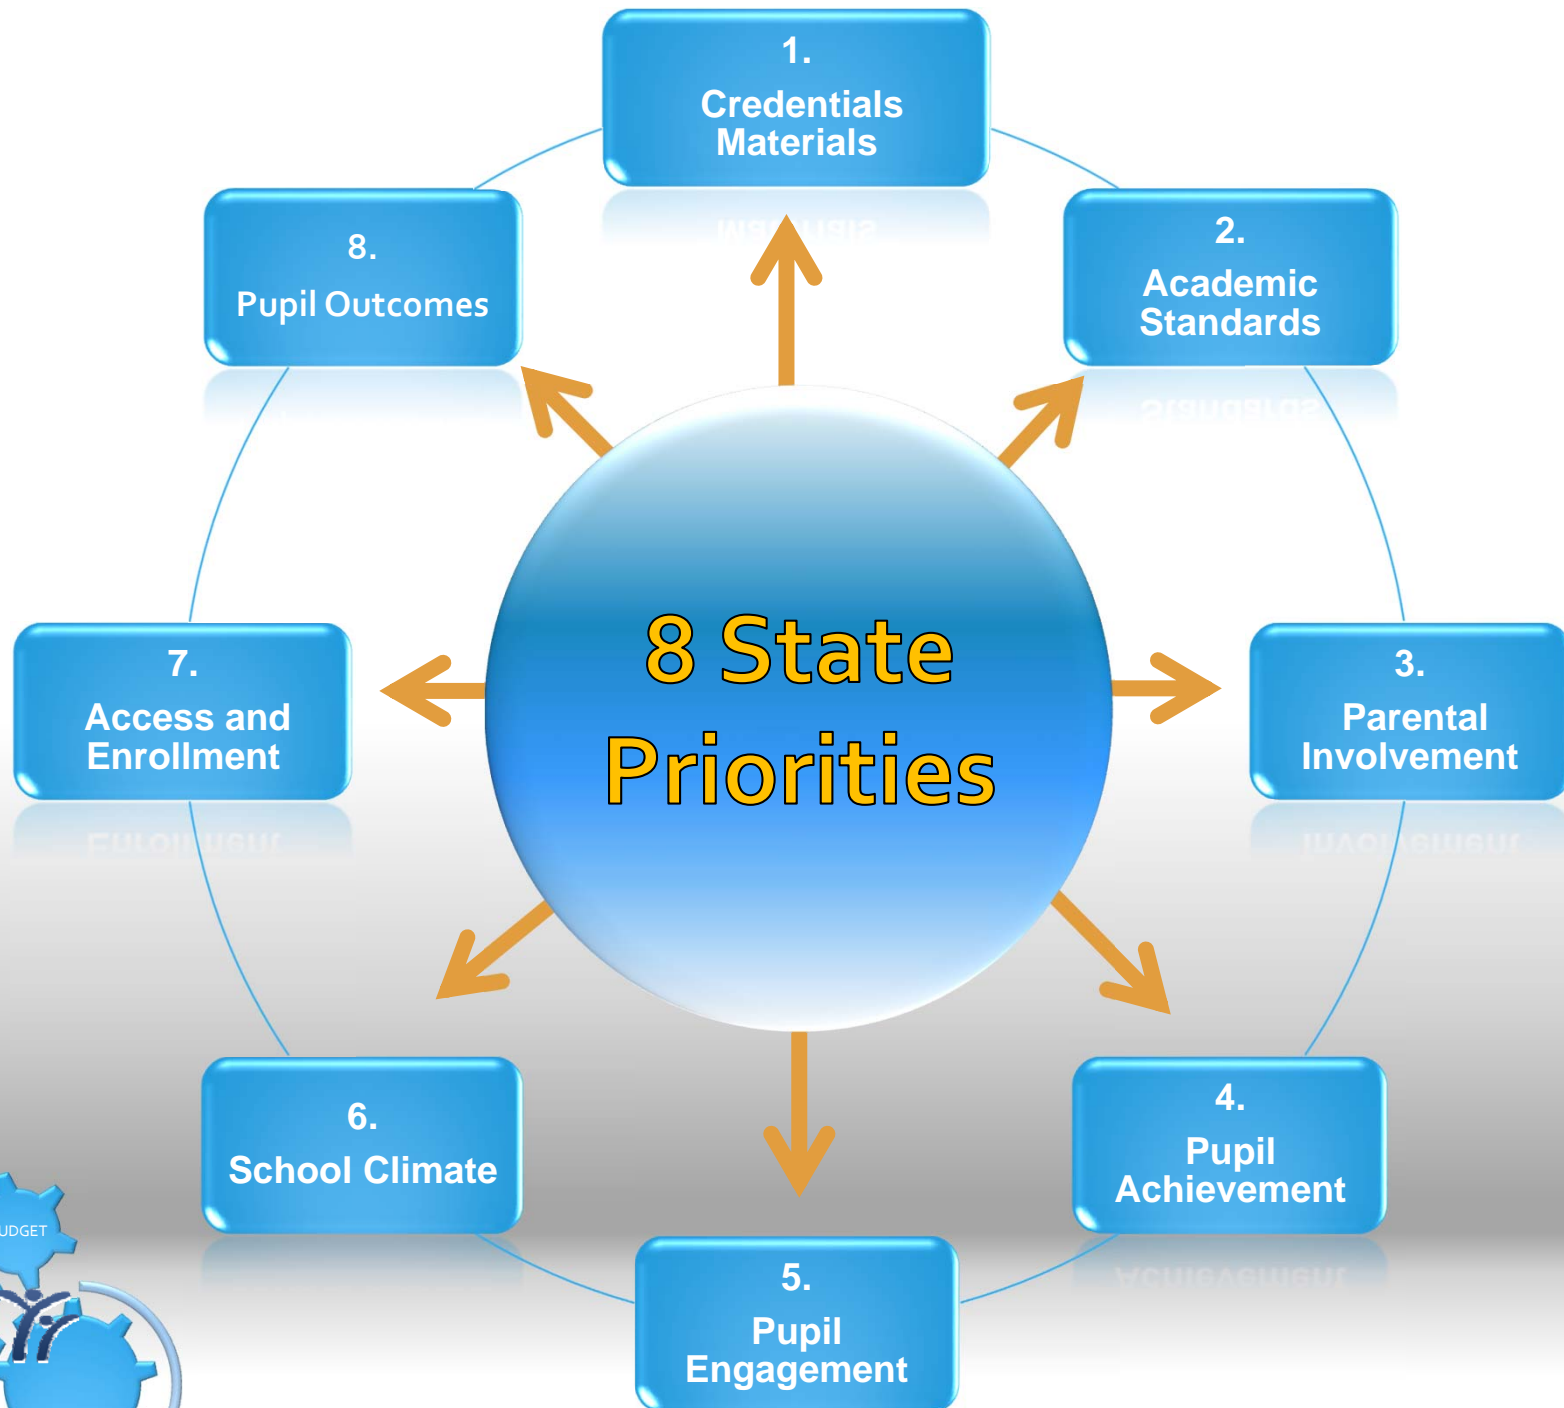 1.
Credentials
Materials
2.
Academic
Standards
3.
Parental
Involvement
4.
Pupil
Achievement
5.
Pupil
Engagement
6.
School Climate
7.
Access and
Enrollment
8.
Pupil Outcomes
8 State
Priorities
UDGET